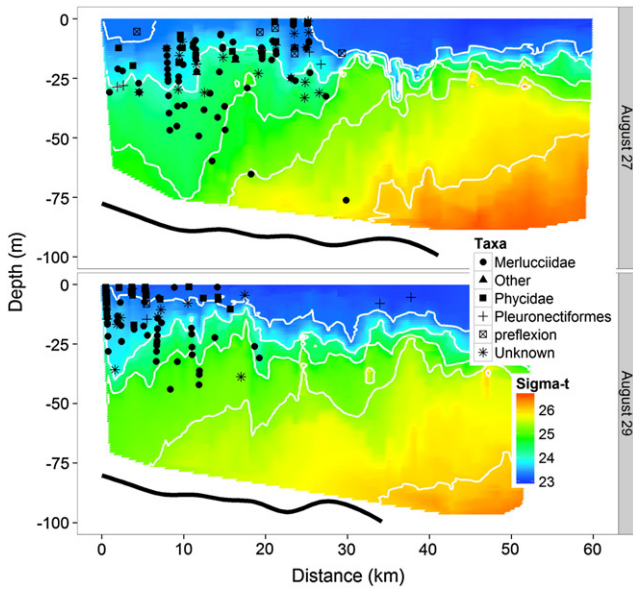 0
-25
-50
-75
-100
August 27
Depth (m)
0
-25
-50
-75
-100
August 29
Taxa
Merlucciidae
Other
Phycidae
Pleuronectiformes
preflexion
Unknown
Sigma-t
26
25
24
23
0 10 20 30 40 50 60
Distance (km)